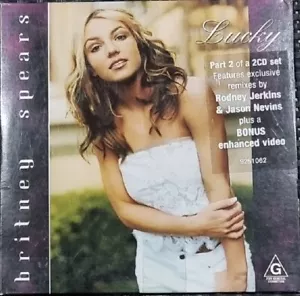 Lucky
Part 2 of a 2CD set
Features exclusive
remixes by
Rodney Jerkins
& Jason Nevins
plus a
BONUS
enhanced video
9251062
britney spears
G